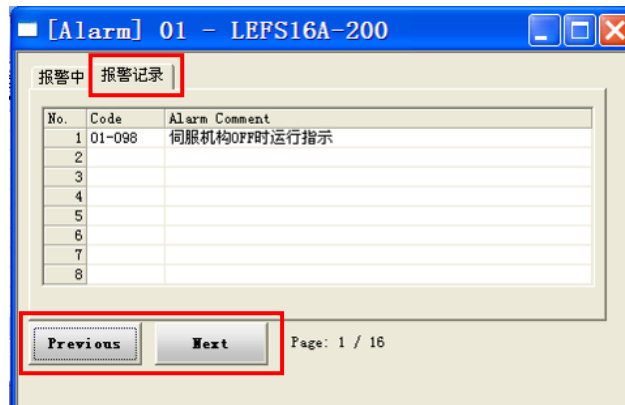 [Alarm] 01 - LEFS16A-200
报警中 报警记录
No. Code Alarm Comment
1 01-098 伺服机构OFF时运行指示
2
3
4
5
6
7
8
Previous Next Page: 1 / 16